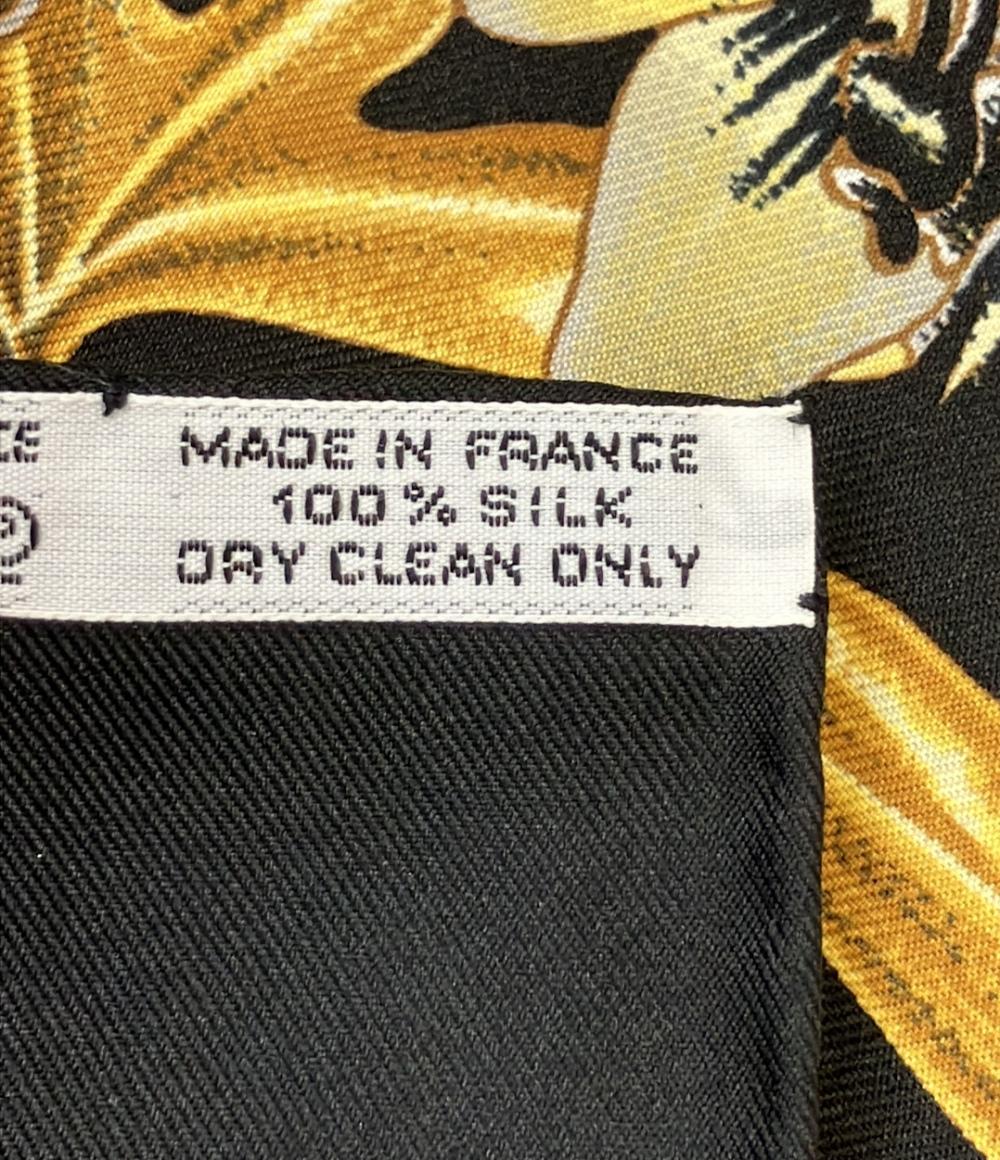 MADE IN FRANCE
100% SILK
DRY CLEAN ONLY